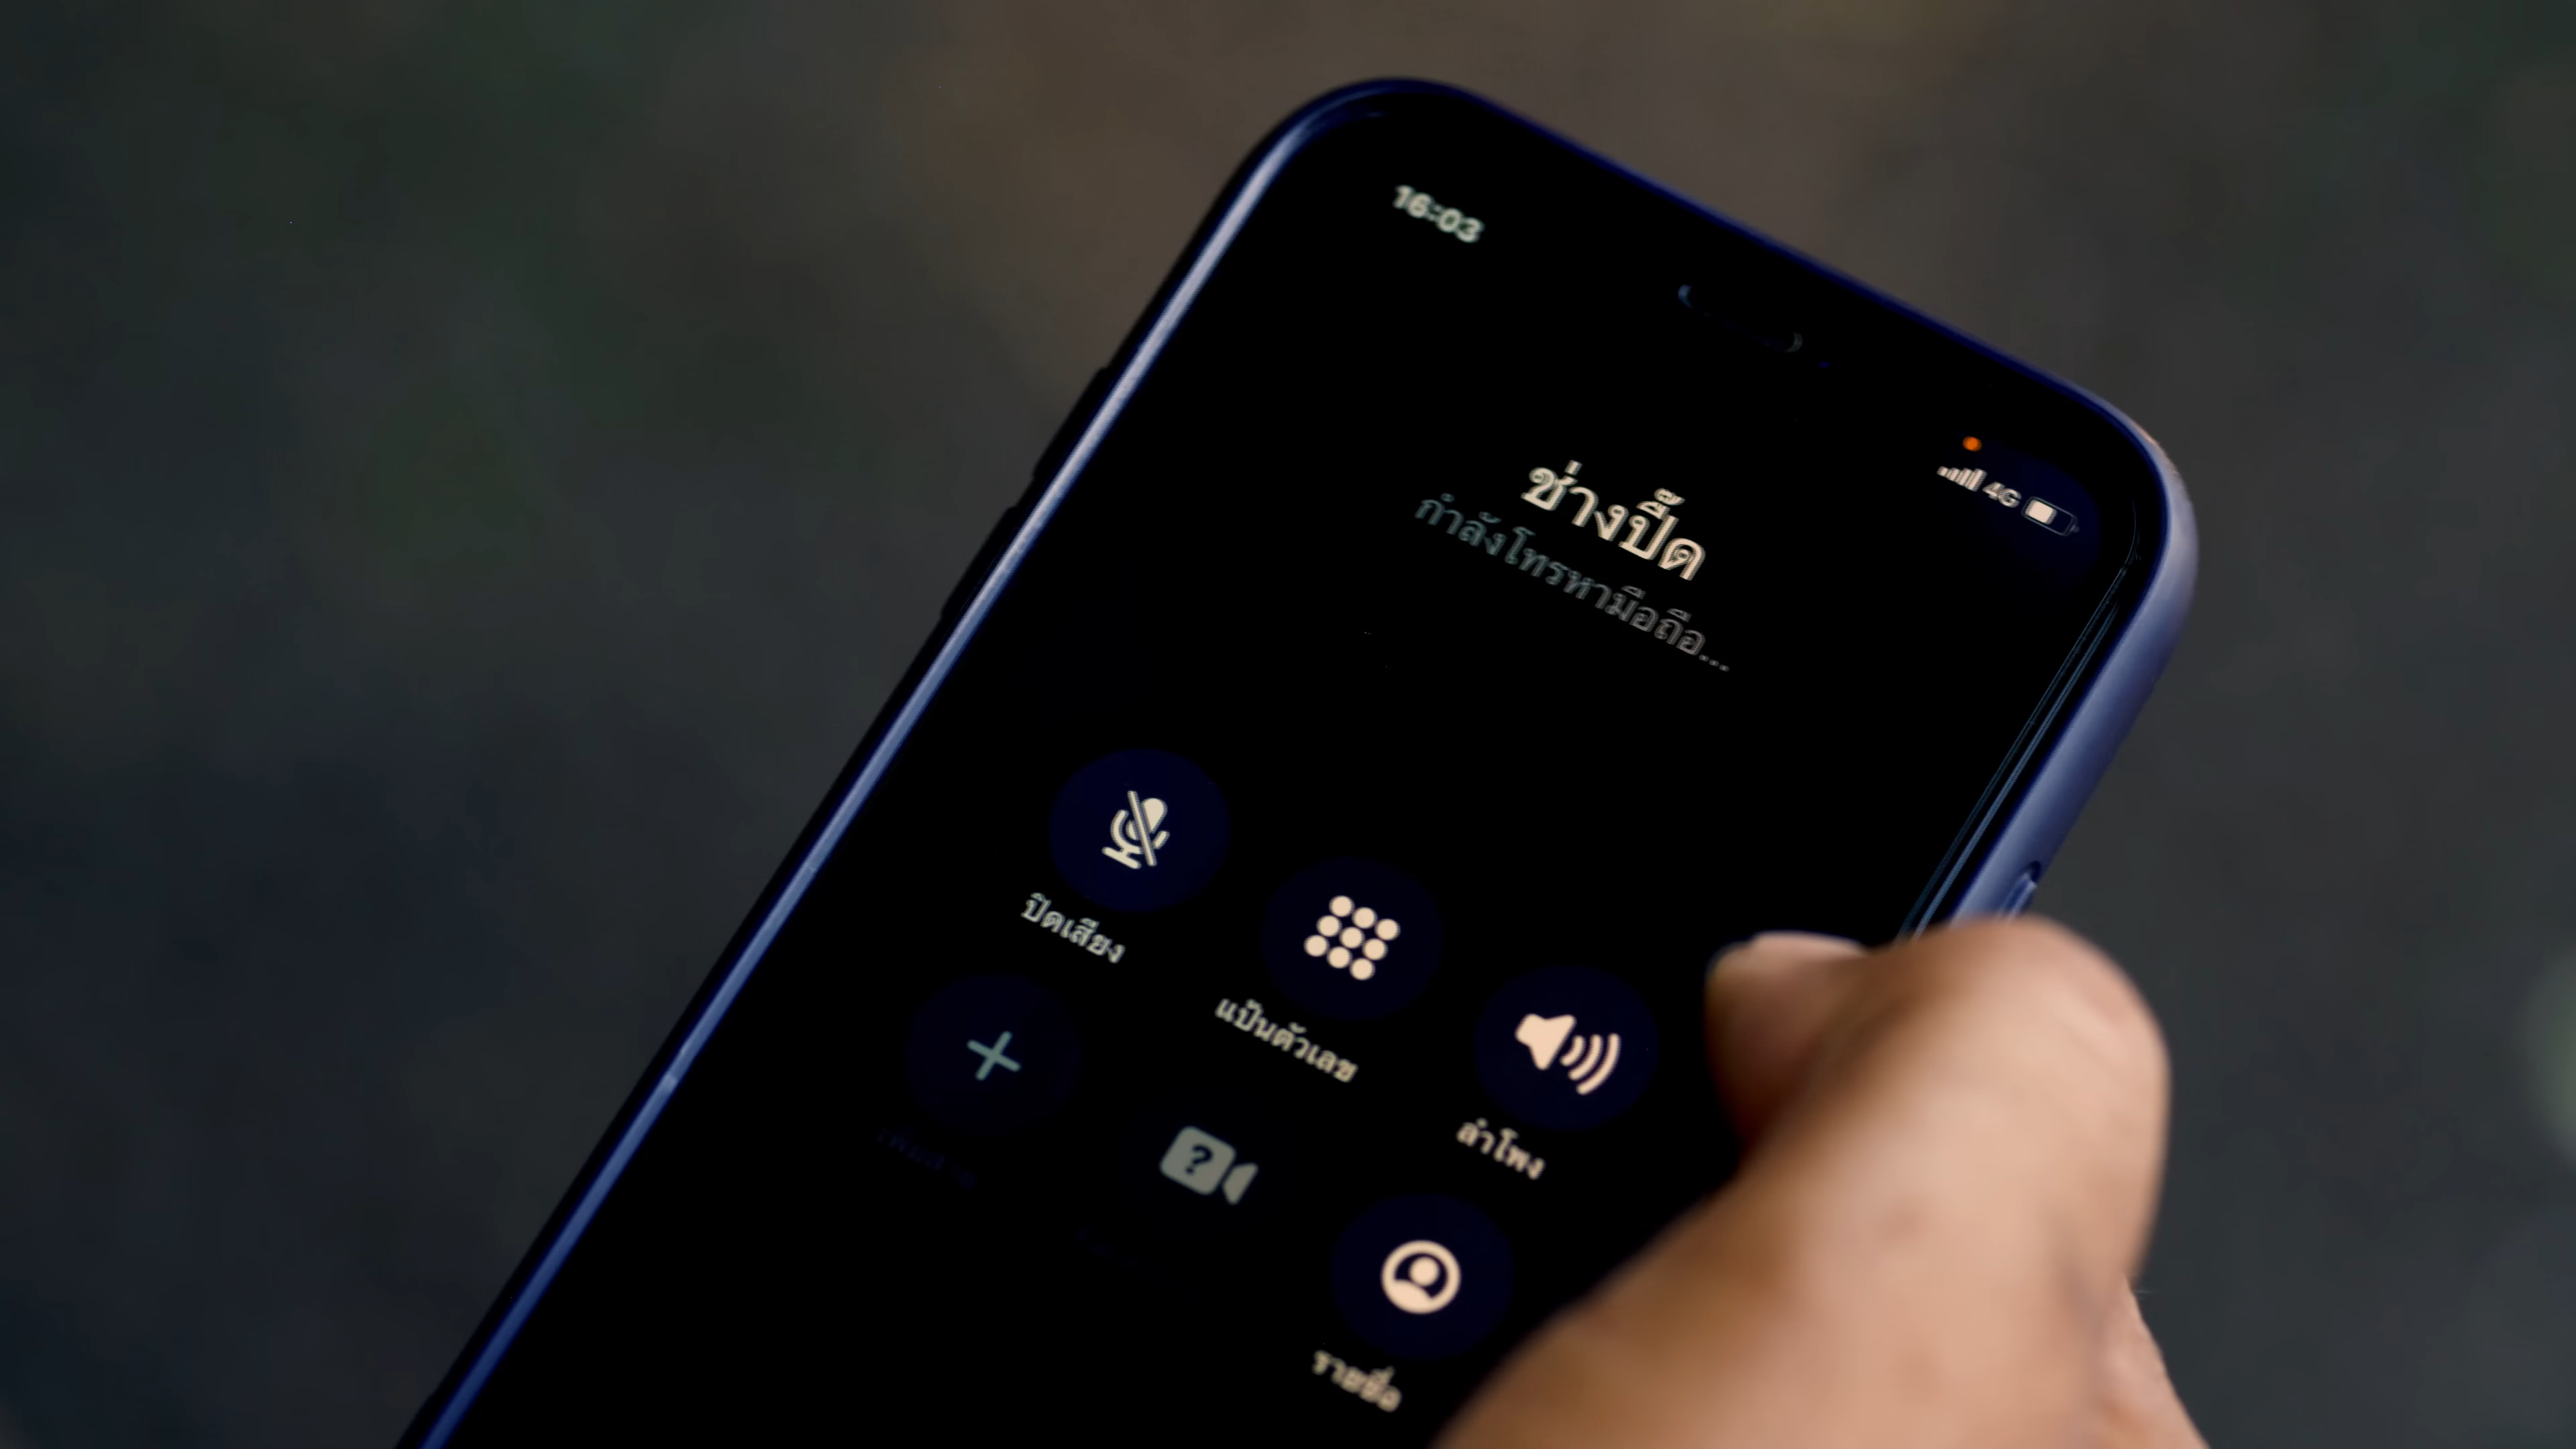 16:03
4G
ช่างปื๊ด
กำลังโทรหามือถือ...
ปิดเสียง
แป้นตัวเลข
ลำโพง
?
รายชื่อ